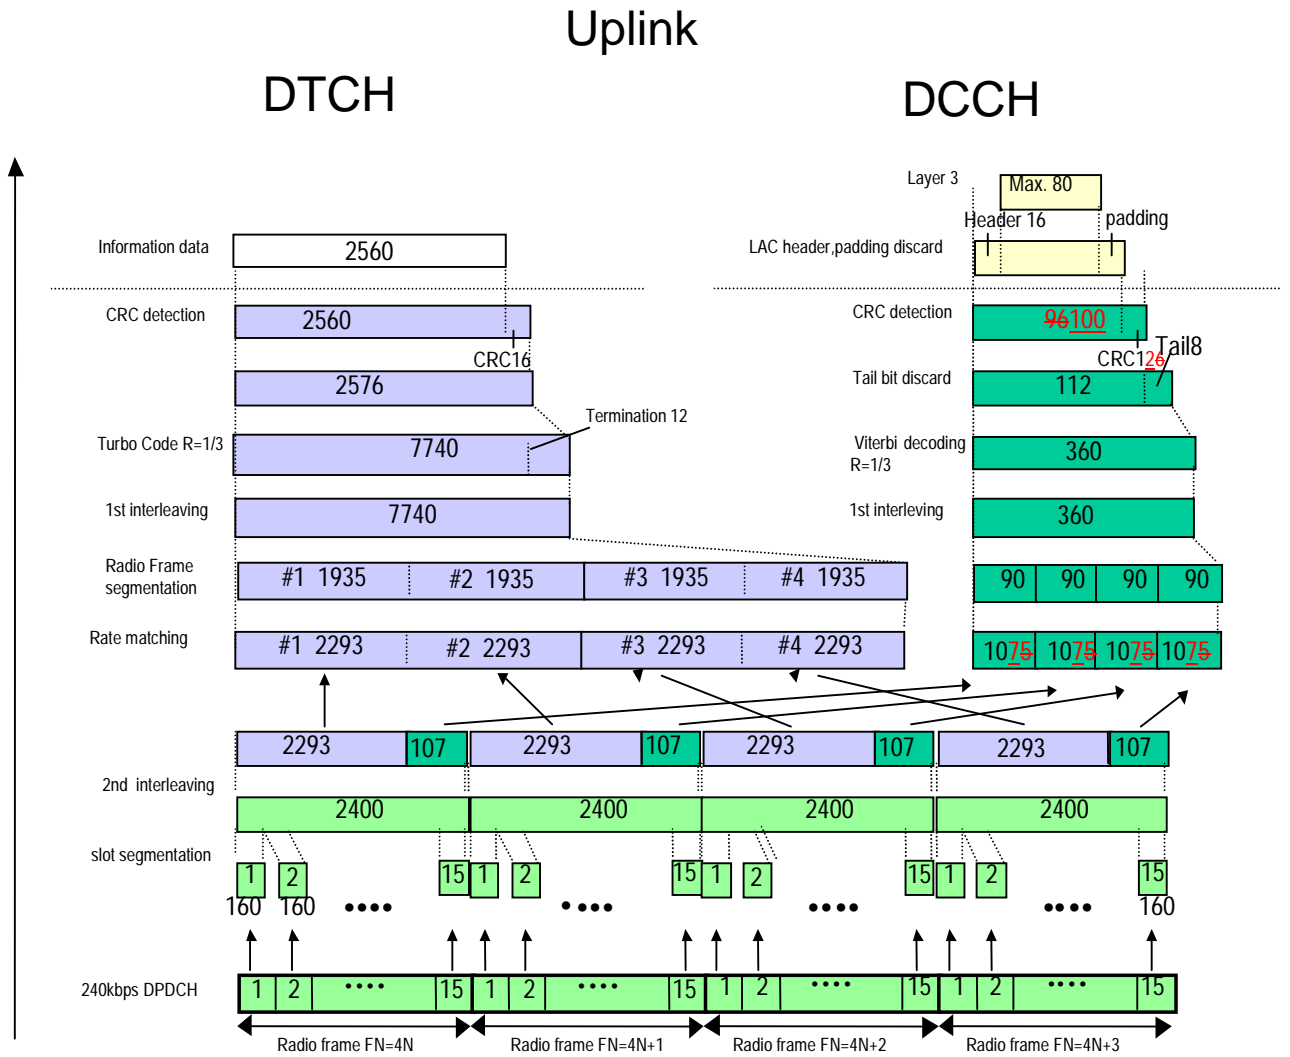 Uplink
DTCH
DCCH
Layer 3
Max. 80
Header 16
padding
Information data
2560
LAC header,padding discard
CRC detection
2560
CRC16
CRC detection
96100
CRC126
Tail8
2576
Tail bit discard
112
Termination 12
Turbo Code R=1/3
7740
Viterbi decoding
R=1/3
360
1st interleaving
7740
1st interleving
360
Radio Frame
segmentation
#1 1935
#2 1935
#3 1935
#4 1935
90
90
90
90
Rate matching
#1 2293
#2 2293
#3 2293
#4 2293
1075
1075
1075
1075
2293
107
2293
107
2293
107
2293
107
2nd interleaving
2400
2400
2400
2400
slot segmentation
1
2
15
1
2
15
1
2
15
1
2
15
160
160
160
240kbps DPDCH
1
2
15
1
2
15
1
2
15
1
2
15
Radio frame FN=4N
Radio frame FN=4N+1
Radio frame FN=4N+2
Radio frame FN=4N+3